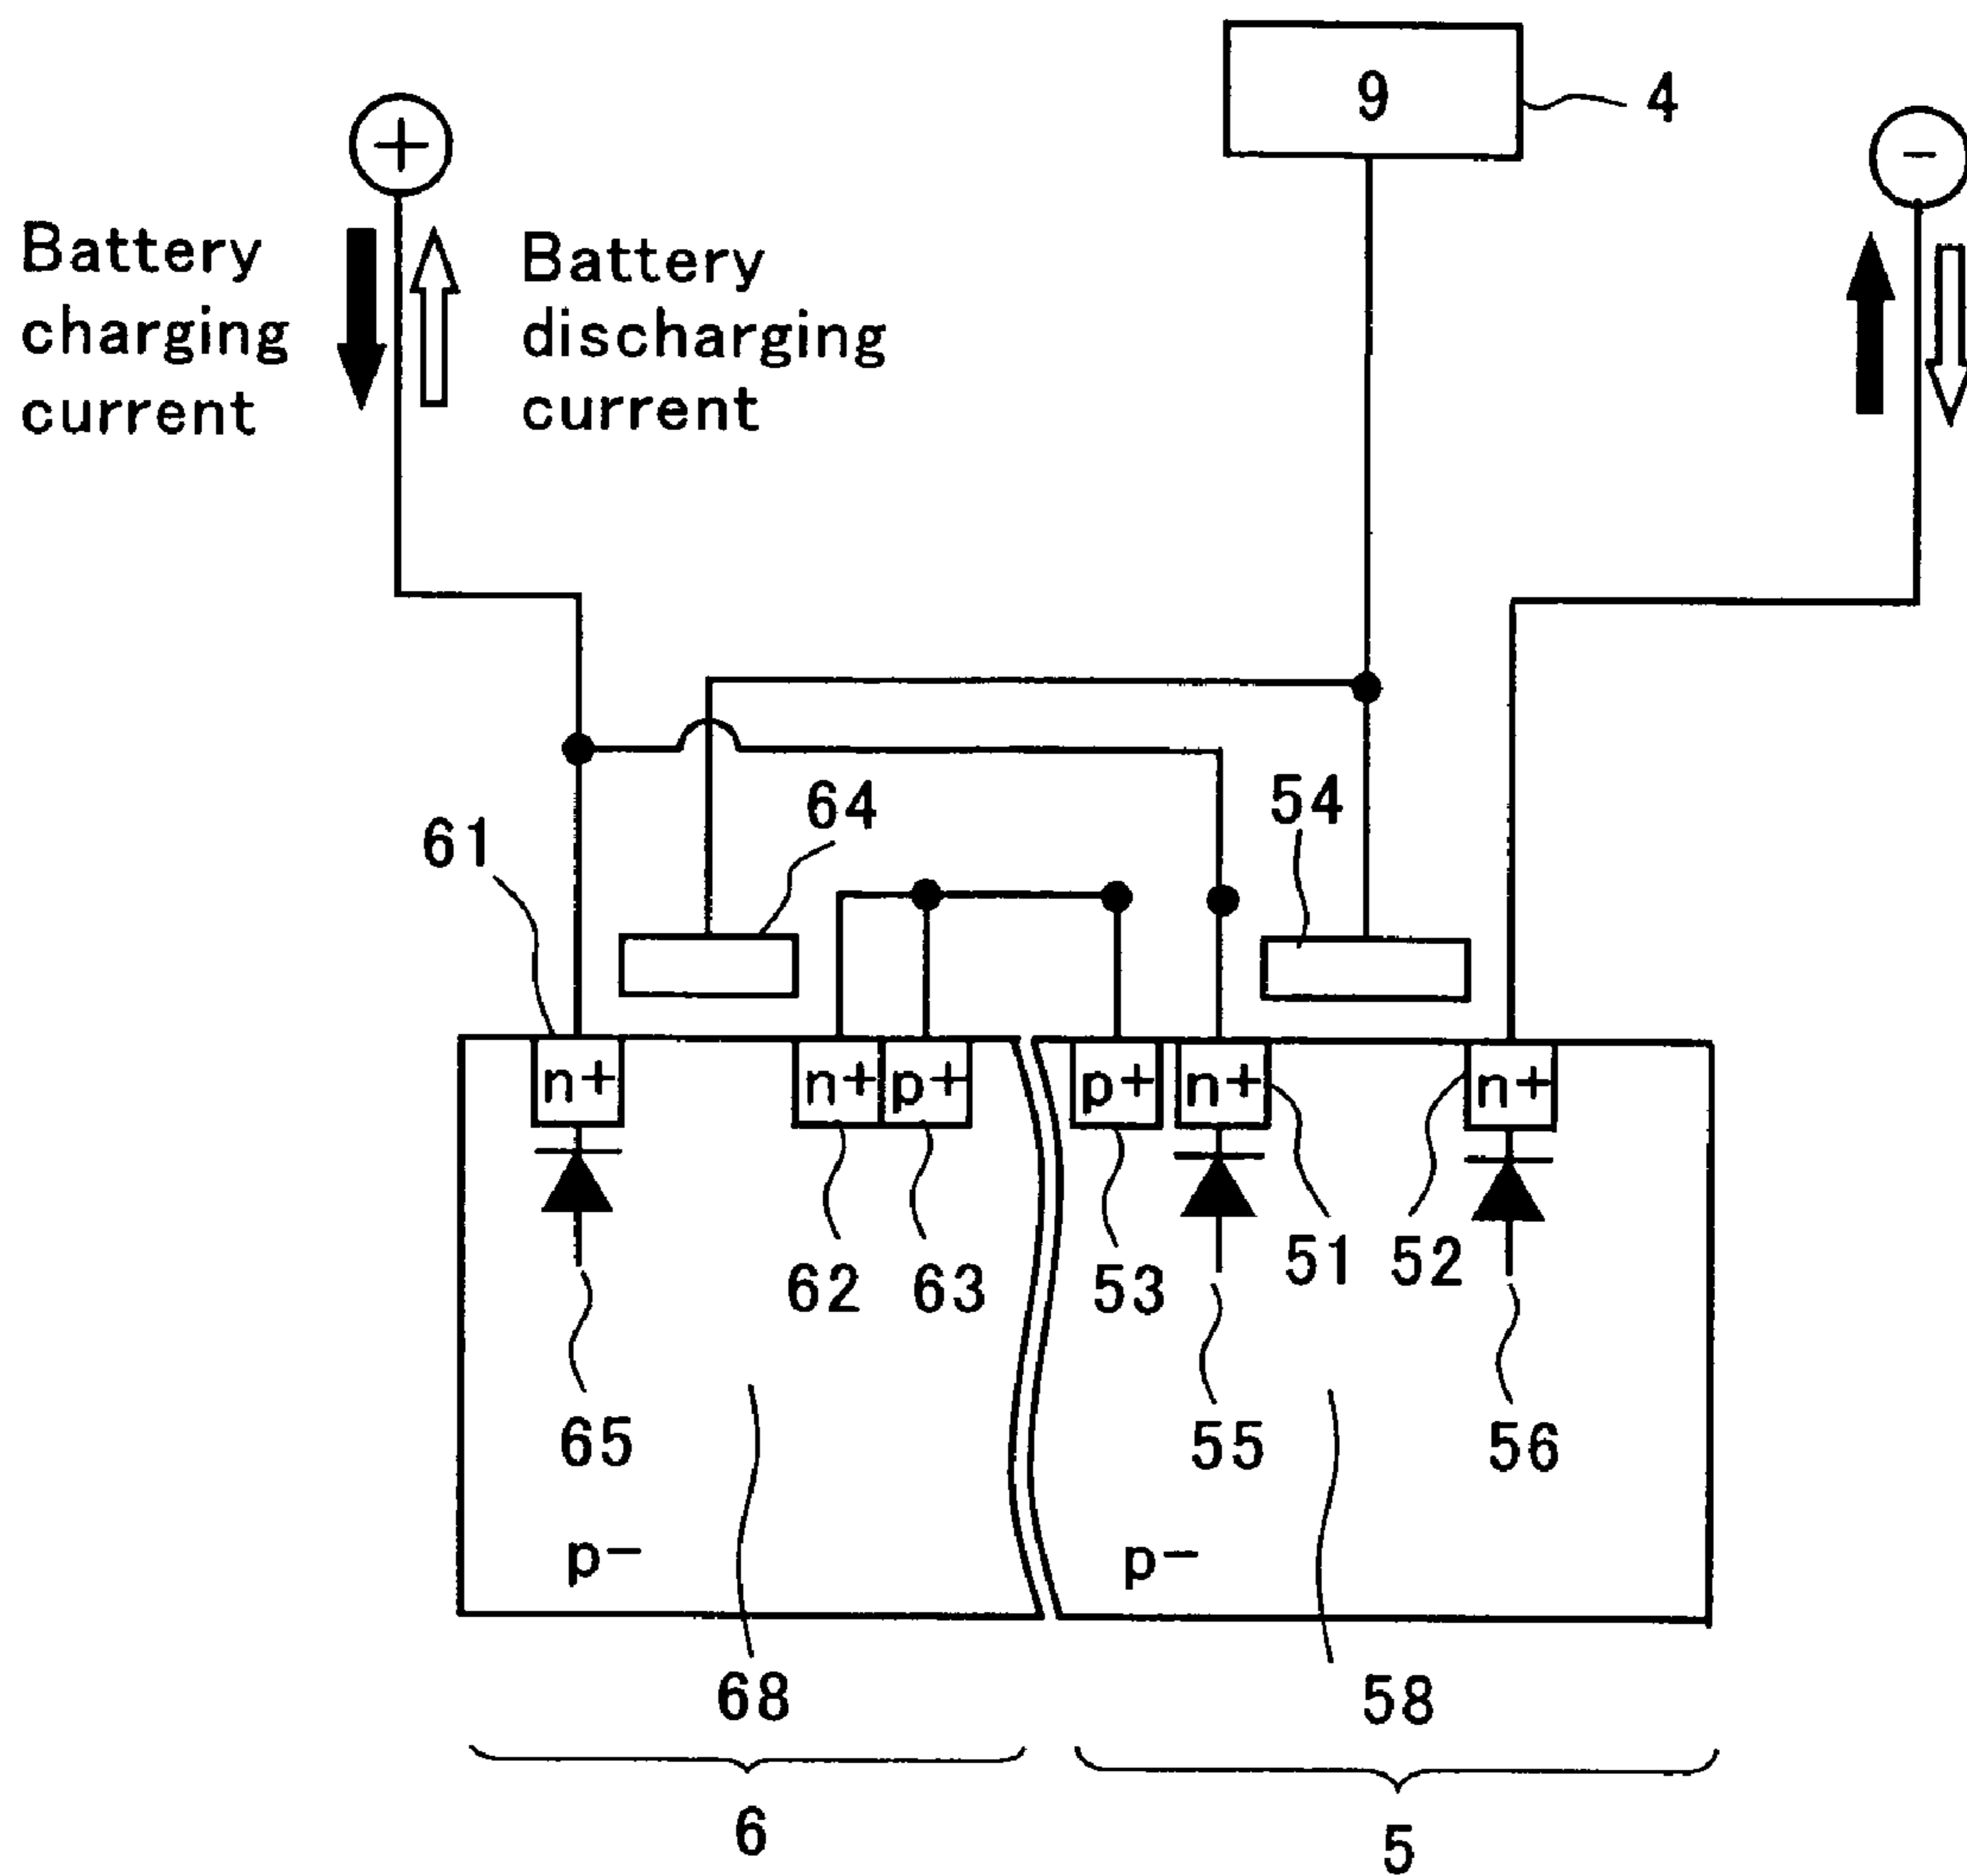 9
4
+
-
Battery
charging
current
Battery
discharging
current
64
54
61
n+
n+
p+
p+
n+
n+
62
63
53
51
52
65
55
56
p-
p-
68
58
6
5